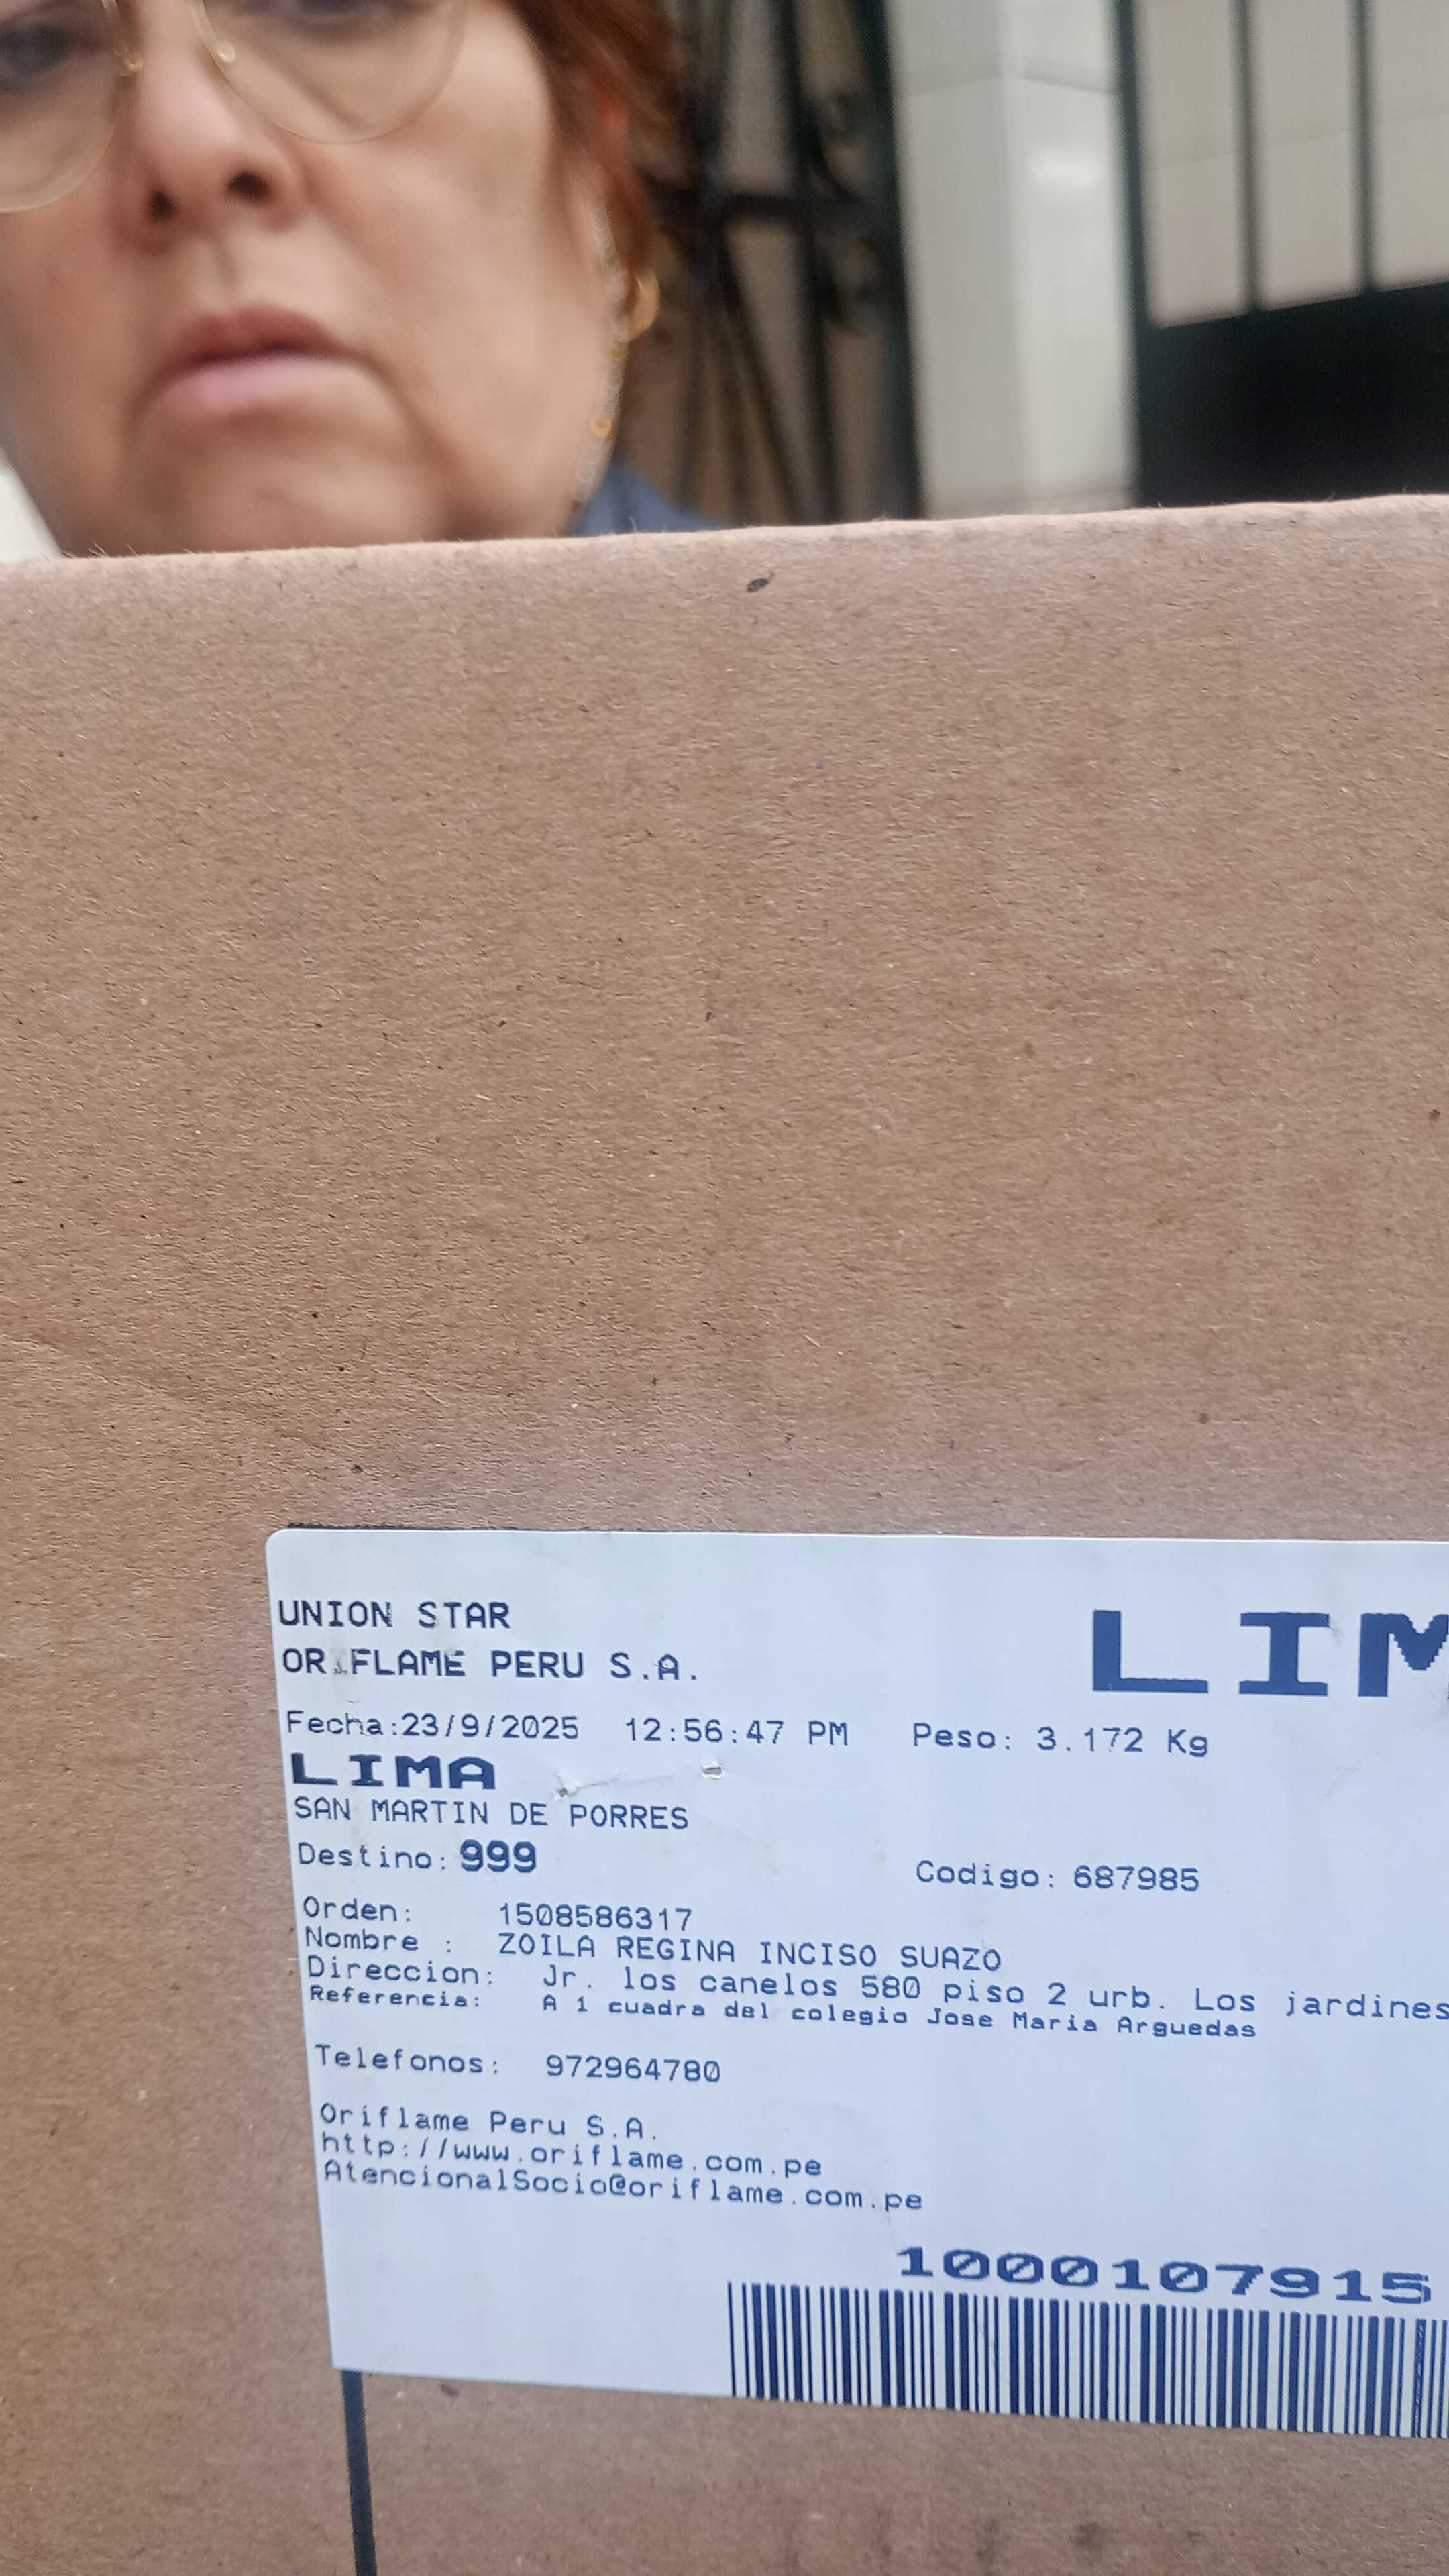 UNION STAR
ORIFLAME PERU S.A.
LIM
Fecha:23/9/2025 12:56:47 PM Peso: 3.172 Kg
LIMA
SAN MARTIN DE PORRES
Destino: 999 Codigo: 687985
Orden: 1508586317
Nombre : ZOILA REGINA INCISO SUAZO
Direccion: Jr. los canelos 580 piso 2 urb. Los jardines
Referencia: A 1 cuadra del colegio Jose Maria Arguedas
Telefonos: 972964780
Oriflame Peru S.A.
http://www.oriflame.com.pe
AtencionalSocio@oriflame.com.pe
1000107915